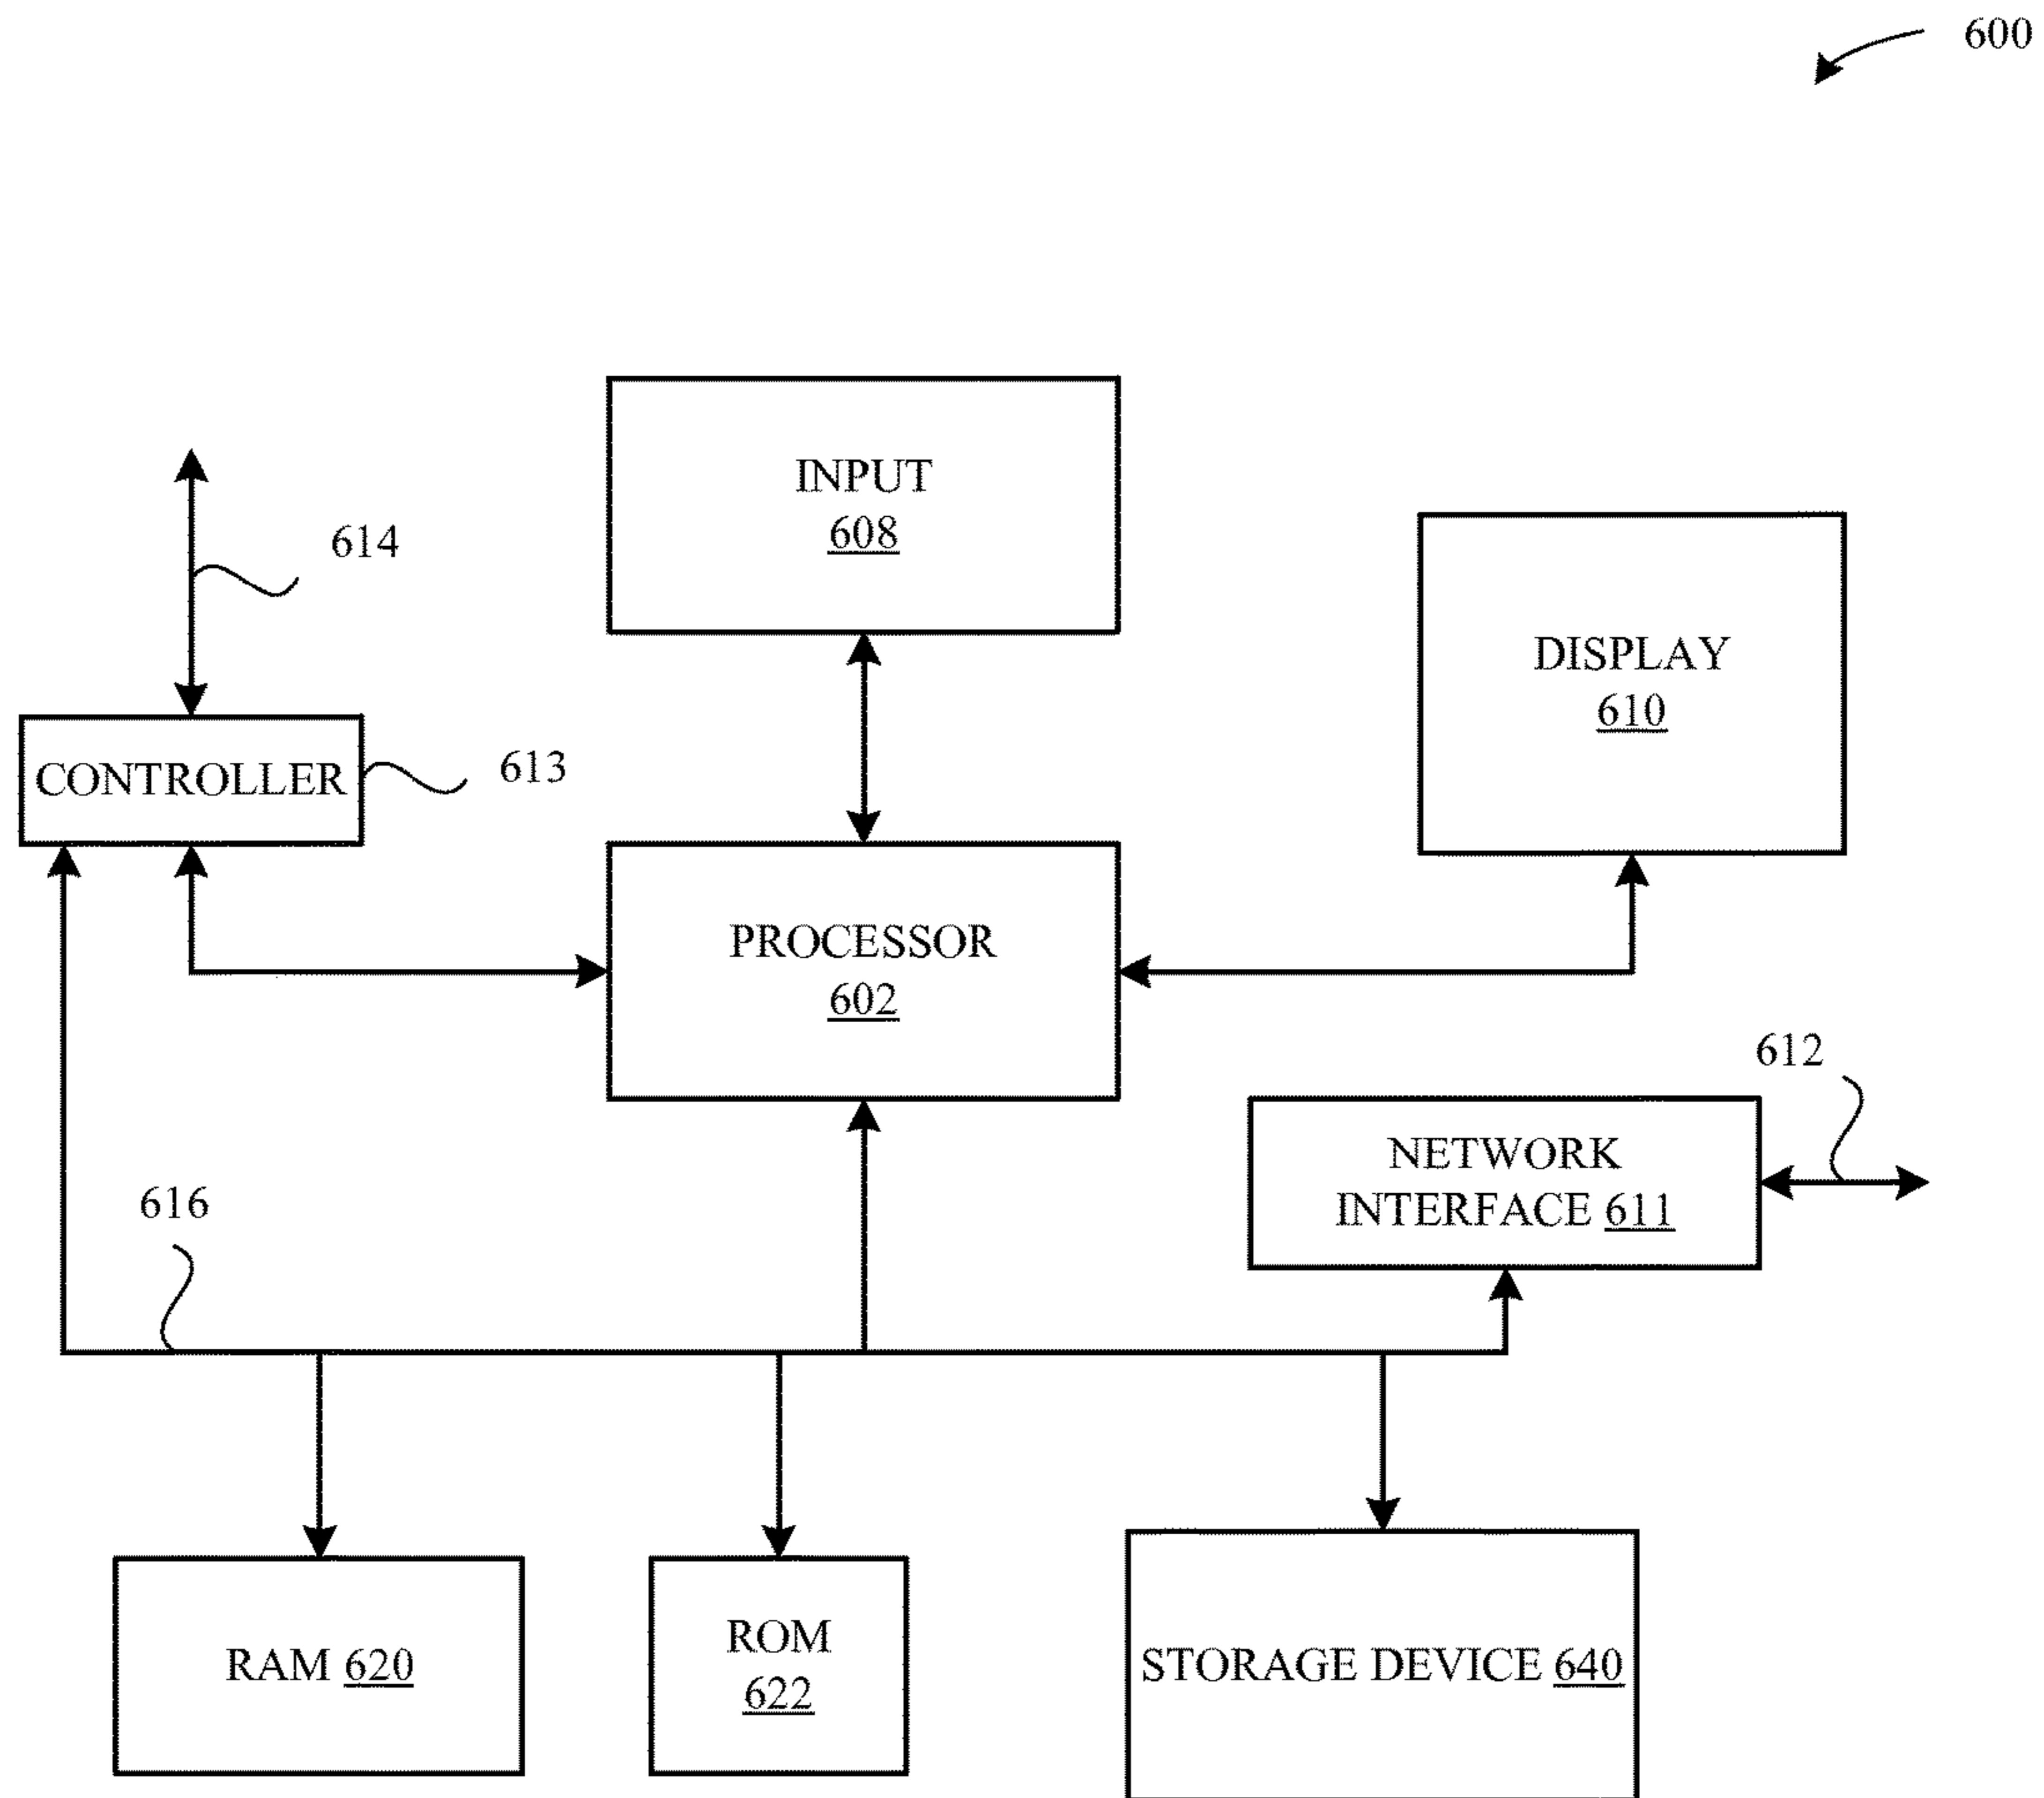 600
INPUT
608
614
DISPLAY
610
CONTROLLER
613
PROCESSOR
602
612
NETWORK
INTERFACE 611
616
RAM 620
ROM
622
STORAGE DEVICE 640